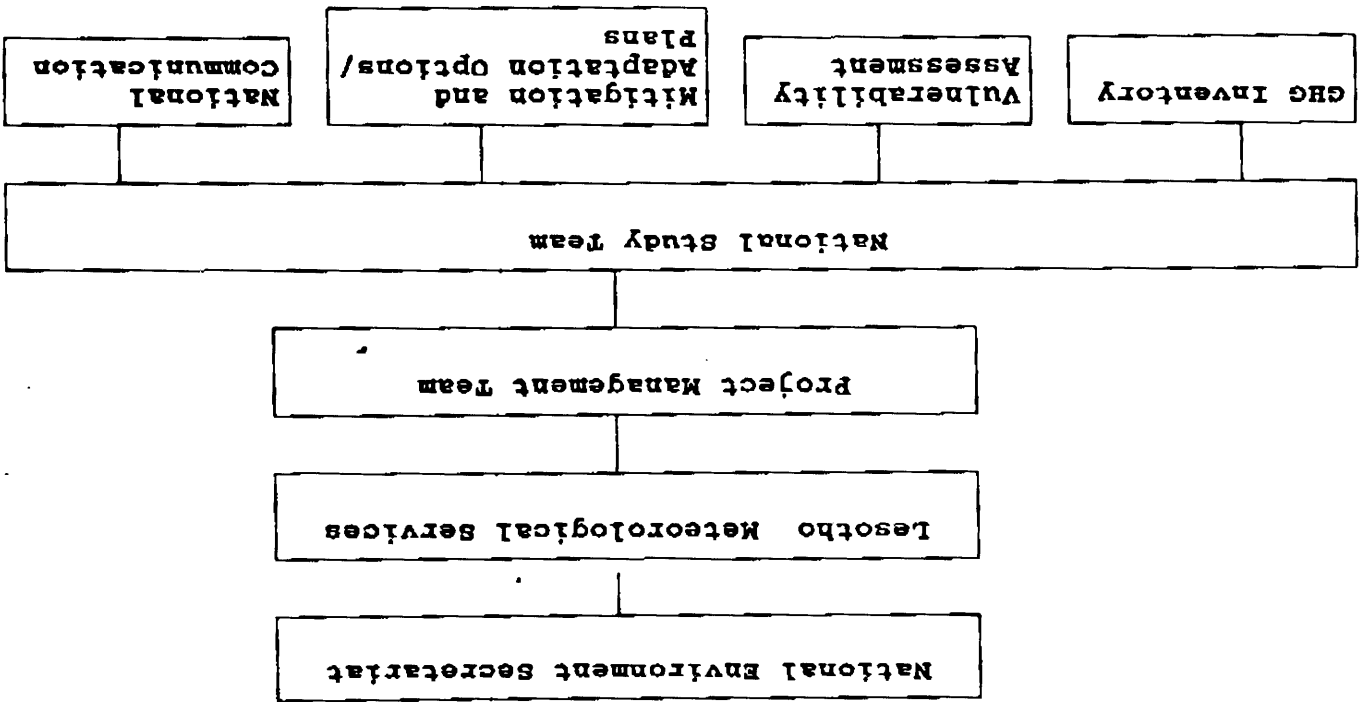 National Environment Secretariat
Lesotho Meteorological Services
Project Management Team
National Study Team
GHG Inventory
Vulnerability
Assessment
Mitigation and
Adaptation Options/
Plans
National
Communication